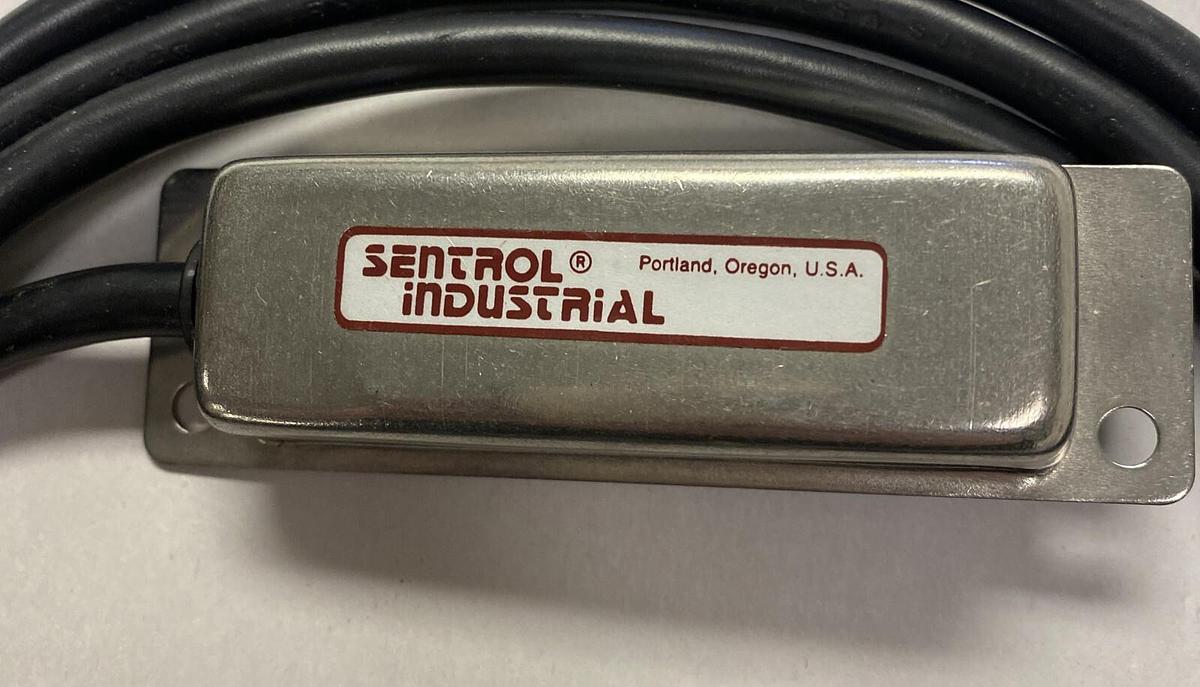 SENTROL® Portland, Oregon, U.S.A.
iNDUSTRiAL